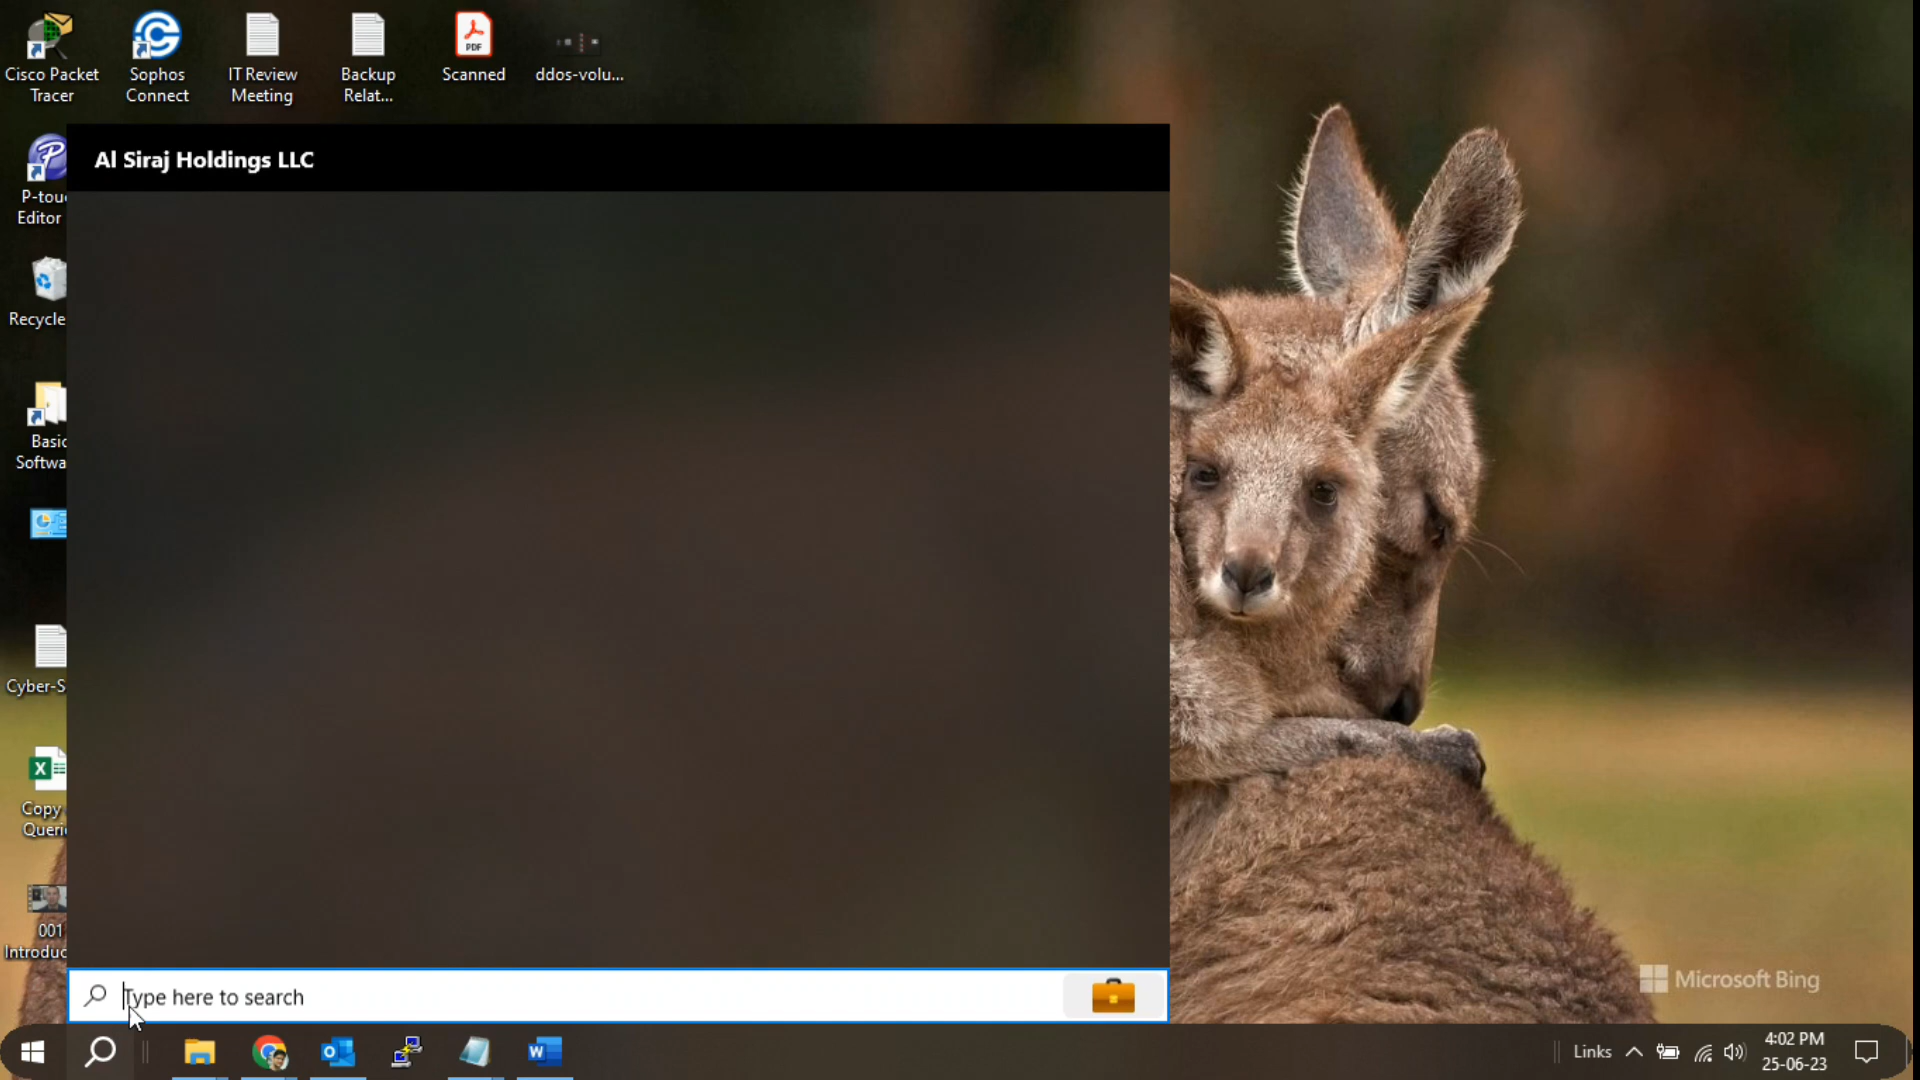 Cisco Packet
Tracer
Sophos
Connect
IT Review
Meeting
Backup
Relat...
Scanned
PDF
ddos-volu...
Al Siraj Holdings LLC
P-tou
Editor
Recycle
Basic
Softwa
Cyber-S
Copy
Queri
001
Introduc
Type here to search
Microsoft Bing
Links
4:02 PM
25-06-23